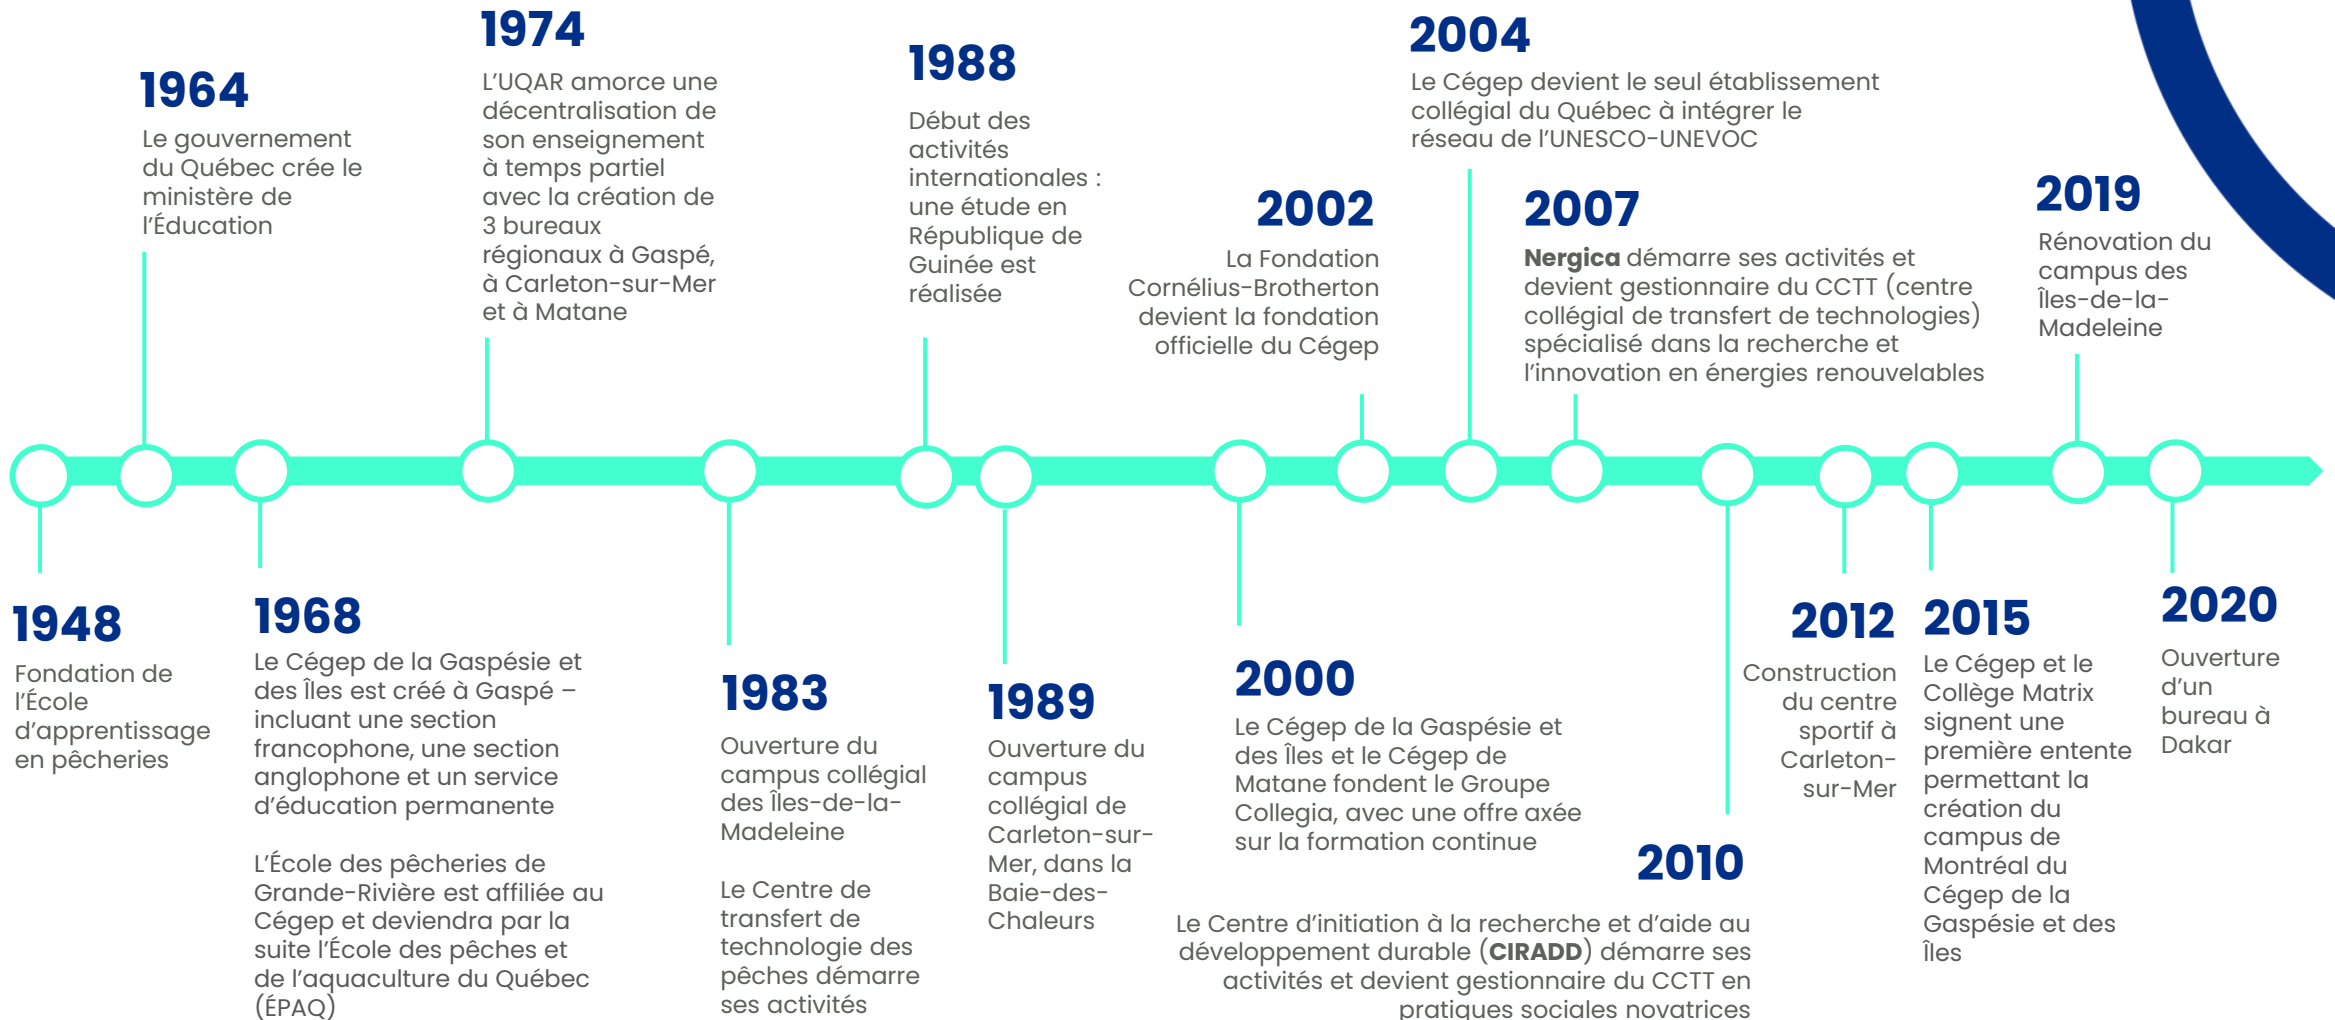 1948
Fondation de
l'École
d'apprentissage
en pêcheries
1964
Le gouvernement
du Québec crée le
ministère de
l'Éducation
1968
Le Cégep de la Gaspésie et
des Îles est créé à Gaspé –
incluant une section
francophone, une section
anglophone et un service
d'éducation permanente
L'École des pêcheries de
Grande-Rivière est affiliée au
Cégep et deviendra par la
suite l'École des pêches et
de l'aquaculture du Québec
(ÉPAQ)
1974
L'UQAR amorce une
décentralisation de
son enseignement
à temps partiel
avec la création de
3 bureaux
régionaux à Gaspé,
à Carleton-sur-Mer
et à Matane
1983
Ouverture du
campus collégial
des Îles-de-la-
Madeleine
Le Centre de
transfert de
technologie des
pêches démarre
ses activités
1988
Début des
activités
internationales :
une étude en
République de
Guinée est
réalisée
1989
Ouverture du
campus
collégial de
Carleton-sur-
Mer, dans la
Baie-des-
Chaleurs
2000
Le Cégep de la Gaspésie et
des Îles et le Cégep de
Matane fondent le Groupe
Collegia, avec une offre axée
sur la formation continue
2002
La Fondation
Cornélius-Brotherton
devient la fondation
officielle du Cégep
2004
Le Cégep devient le seul établissement
collégial du Québec à intégrer le
réseau de l'UNESCO-UNEVOC
2007
Nergica démarre ses activités et
devient gestionnaire du CCTT (centre
collégial de transfert de technologies)
spécialisé dans la recherche et
l'innovation en énergies renouvelables
2010
Le Centre d'initiation à la recherche et d'aide au
développement durable (CIRADD) démarre ses
activités et devient gestionnaire du CCTT en
pratiques sociales novatrices
2012
Construction
du centre
sportif à
Carleton-
sur-Mer
2015
Le Cégep et le
Collège Matrix
signent une
première entente
permettant la
création du
campus de
Montréal du
Cégep de la
Gaspésie et des
Îles
2019
Rénovation du
campus des
Îles-de-la-
Madeleine
2020
Ouverture
d'un
bureau à
Dakar